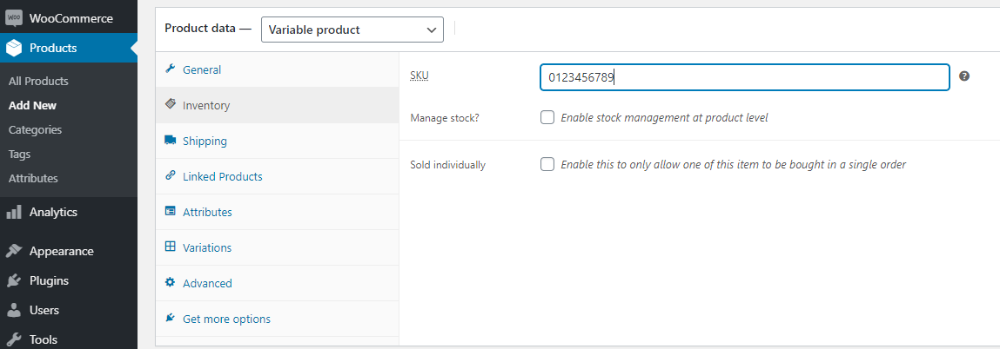 WooCommerce
Products
All Products
Add New
Categories
Tags
Attributes
Analytics
Appearance
Plugins
Users
Tools
Product data — Variable product
General
Inventory
Shipping
Linked Products
Attributes
Variations
Advanced
Get more options
SKU 0123456789 ?
Manage stock? Enable stock management at product level
Sold individually Enable this to only allow one of this item to be bought in a single order